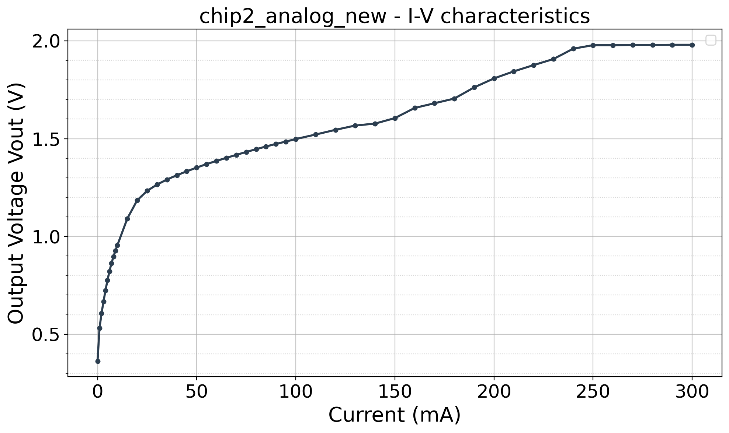 chip2_analog_new - I-V characteristics
Output Voltage Vout (V)
2.0
1.5
1.0
0.5
0 50 100 150 200 250 300
Current (mA)